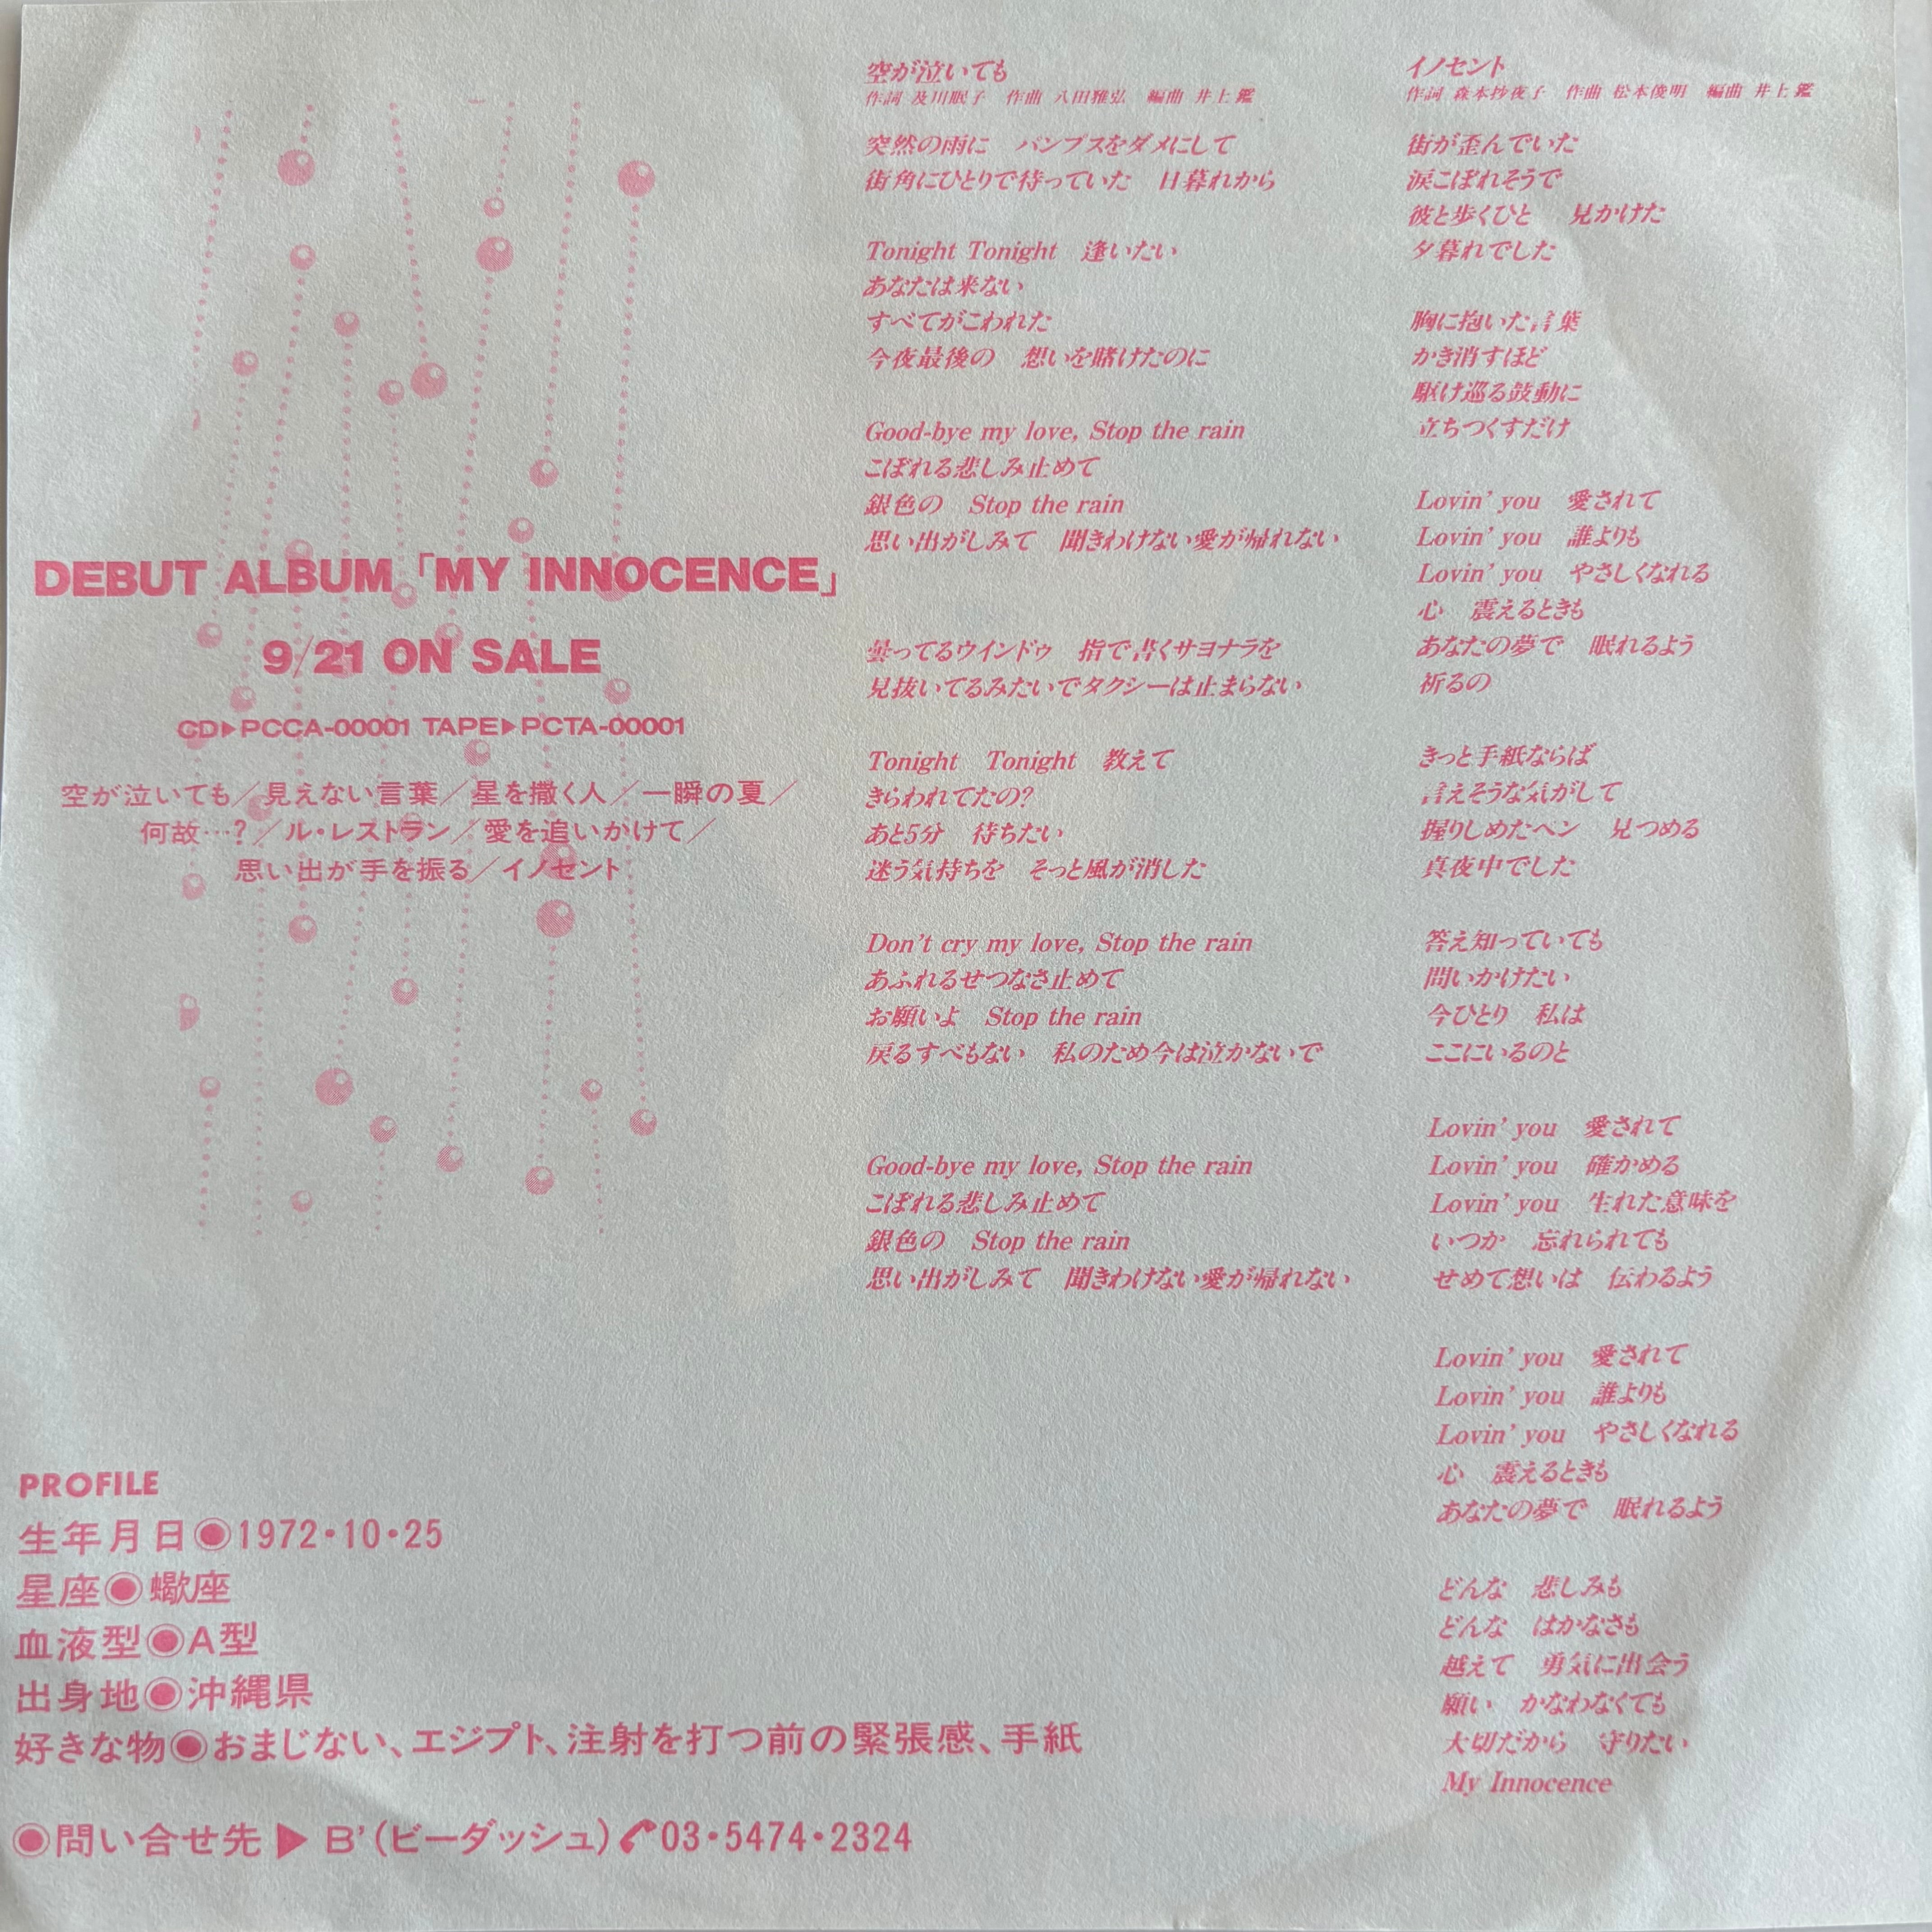 DEBUT ALBUM「MY INNOCENCE」
9/21 ON SALE
CD▶PCCA-00001 TAPE▶PCTA-00001
空が泣いても／見えない言葉／星を撒く人／一瞬の夏／
何故…?／ル・レストラン／愛を追いかけて／
思い出が手を振る／イノセント
PROFILE
生年月日◉1972・10・25
星座◉蠍座
血液型◉A型
出身地◉沖縄県
好きな物◉おまじない、エジプト、注射を打つ前の緊張感、手紙
◉問い合せ先▶B'(ビーダッシュ)✆03・5474・2324
空が泣いても
作詞 及川眠子　作曲 八田雅弘　編曲 井上鑑
突然の雨に　パンプスをダメにして
街角にひとりで待っていた　日暮れから
Tonight Tonight　逢いたい
あなたは来ない
すべてがこわれた
今夜最後の　想いを賭けたのに
Good-bye my love, Stop the rain
こぼれる悲しみ止めて
銀色の　Stop the rain
思い出がしみて　聞きわけない愛が帰れない
曇ってるウインドゥ　指で書くサヨナラを
見抜いてるみたいでタクシーは止まらない
Tonight　Tonight　教えて
きらわれてたの?
あと5分　待ちたい
迷う気持ちを　そっと風が消した
Don't cry my love, Stop the rain
あふれるせつなさ止めて
お願いよ　Stop the rain
戻るすべもない　私のため今は泣かないで
Good-bye my love, Stop the rain
こぼれる悲しみ止めて
銀色の　Stop the rain
思い出がしみて　聞きわけない愛が帰れない
イノセント
作詞 森本抄夜子　作曲 松本俊明　編曲 井上鑑
街が歪んでいた
涙こぼれそうで
彼と歩くひと　見かけた
夕暮れでした
胸に抱いた言葉
かき消すほど
駆け巡る鼓動に
立ちつくすだけ
Lovin' you　愛されて
Lovin' you　誰よりも
Lovin' you　やさしくなれる
心　震えるときも
あなたの夢で　眠れるよう
祈るの
きっと手紙ならば
言えそうな気がして
握りしめたペン　見つめる
真夜中でした
答え知っていても
問いかけたい
今ひとり　私は
ここにいるのと
Lovin' you　愛されて
Lovin' you　確かめる
Lovin' you　生れた意味を
いつか　忘れられても
せめて想いは　伝わるよう
Lovin' you　愛されて
Lovin' you　誰よりも
Lovin' you　やさしくなれる
心　震えるときも
あなたの夢で　眠れるよう
どんな　悲しみも
どんな　はかなさも
越えて　勇気に出会う
願い　かなわなくても
大切だから　守りたい
My Innocence